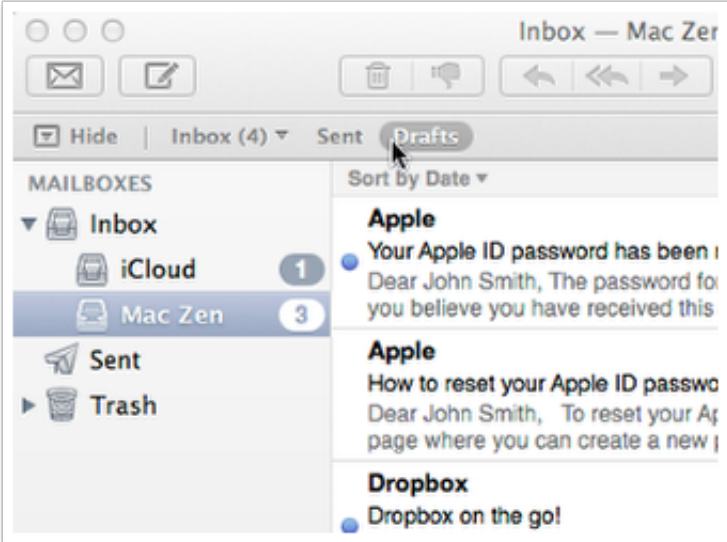 Inbox — Mac Zen
Hide | Inbox (4) Sent Drafts
MAILBOXES
Inbox
iCloud 1
Mac Zen 3
Sent
Trash
Sort by Date
Apple
Your Apple ID password has been
Dear John Smith, The password for
you believe you have received this
Apple
How to reset your Apple ID passwo
Dear John Smith, To reset your Ap
page where you can create a new
Dropbox
Dropbox on the go!